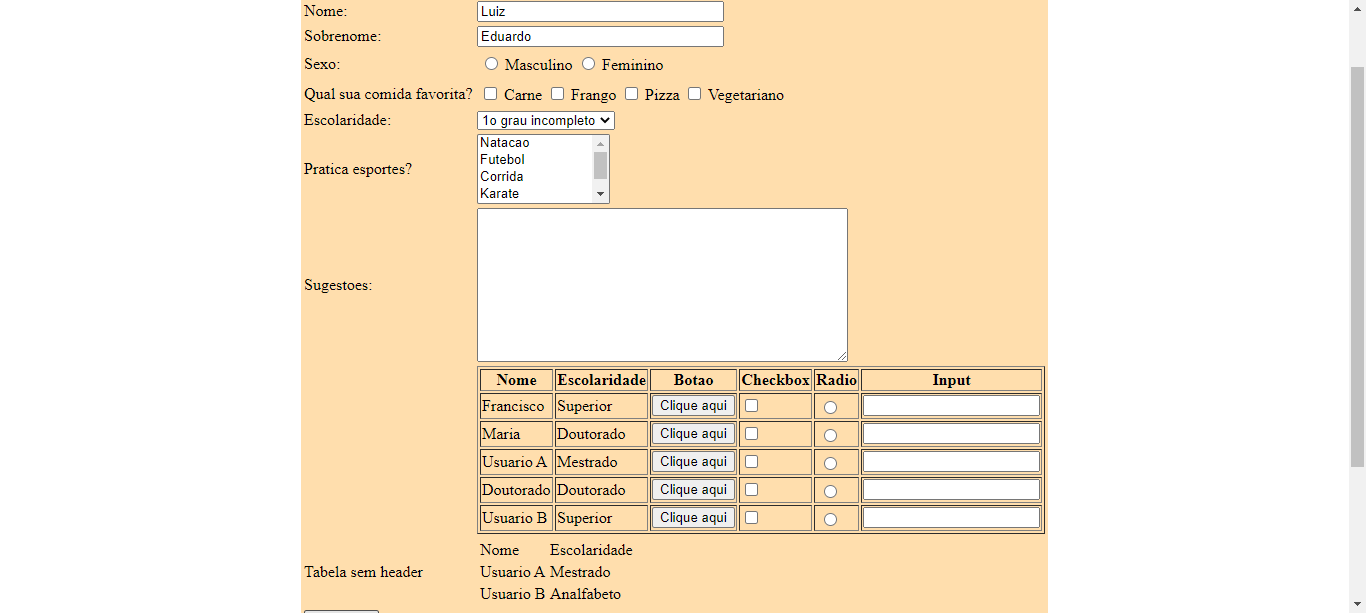 Nome: Luiz
Sobrenome: Eduardo
Sexo: Masculino Feminino
Qual sua comida favorita? Carne Frango Pizza Vegetariano
Escolaridade: 1o grau incompleto
Natacao
Futebol
Pratica esportes?
Corrida
Karate
Sugestoes:
Nome Escolaridade Botao Checkbox Radio Input
Francisco Superior Clique aqui
Maria Doutorado Clique aqui
Usuario A Mestrado Clique aqui
Doutorado Doutorado Clique aqui
Usuario B Superior Clique aqui
Nome Escolaridade
Tabela sem header Usuario A Mestrado
Usuario B Analfabeto